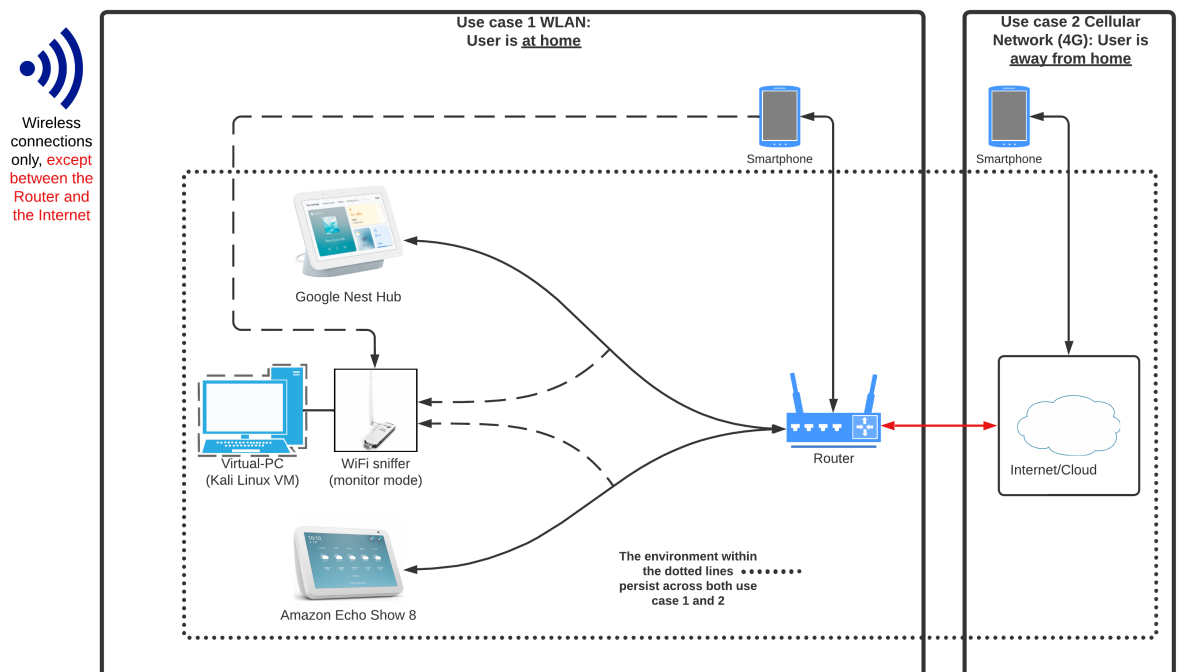 Use case 1 WLAN:
User is at home
Use case 2 Cellular
Network (4G): User is
away from home
Wireless
connections
only, except
between the
Router and
the Internet
Smartphone
Smartphone
Google Nest Hub
Virtual-PC
(Kali Linux VM)
WiFi sniffer
(monitor mode)
Router
Internet/Cloud
10:10
Amazon Echo Show 8
The environment within
the dotted lines
persist across both use
case 1 and 2